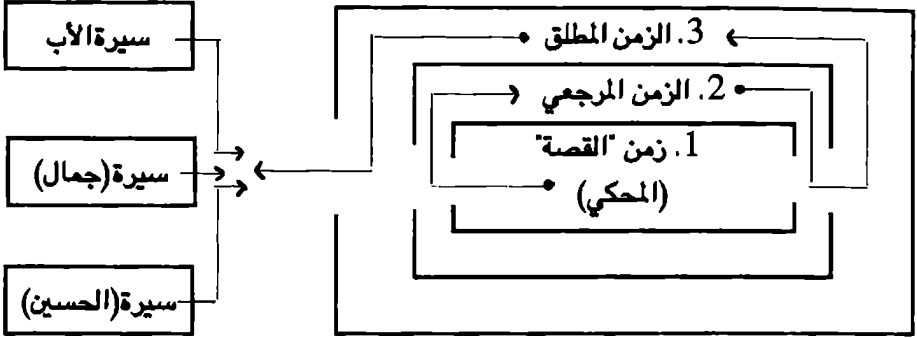 3. الزمن المطلق
2. الزمن المرجعي
1. زمن "القصة"
(المحكي)
سيرة الأب
سيرة (جمال)
سيرة (الحسين)